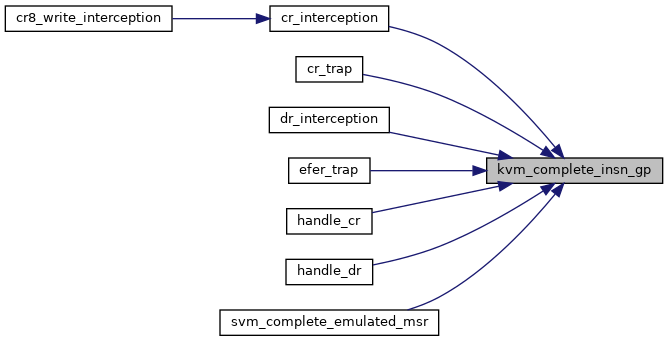 cr8_write_interception
cr_interception
cr_trap
dr_interception
efer_trap
kvm_complete_insn_gp
handle_cr
handle_dr
svm_complete_emulated_msr